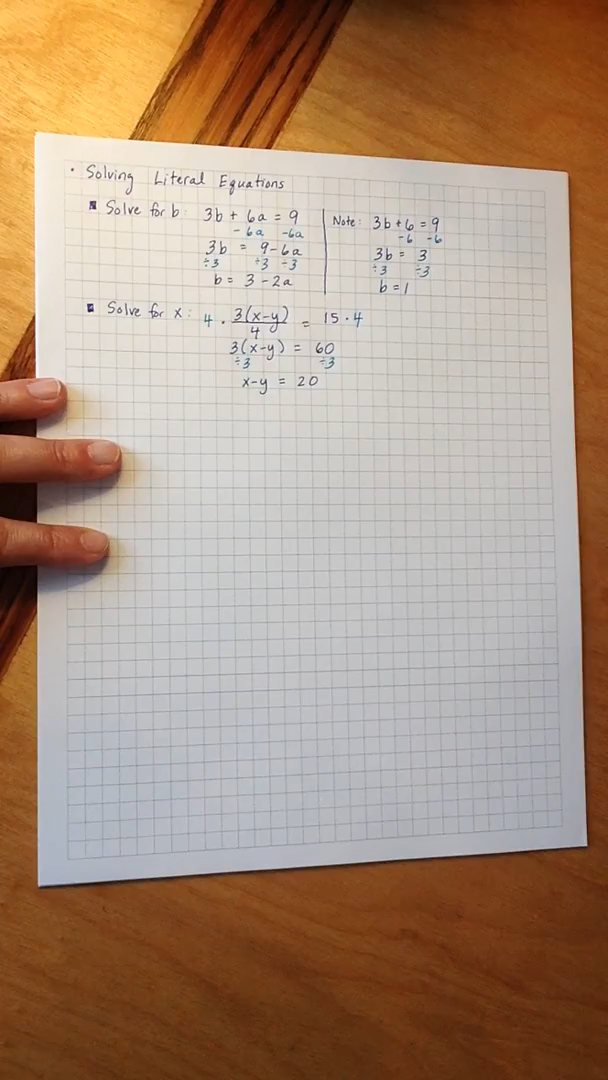 • Solving Literal Equations
▪ Solve for b: 3b + 6a = 9
- 6a -6a
3b = 9 - 6a
÷3 ÷3 ÷3
b = 3 - 2a
Note: 3b + 6 = 9
-6 -6
3b = 3
÷3 ÷3
b = 1
▪ Solve for x: 4 · 3(x-y)/4 = 15 · 4
3(x-y) = 60
÷3 ÷3
x-y = 20